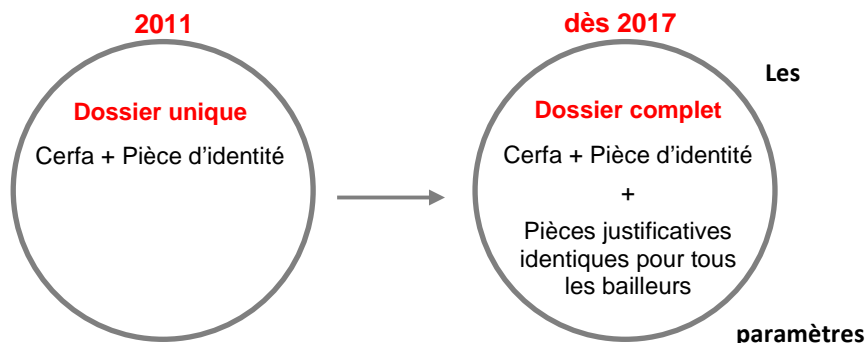 2011
Dossier unique
Cerfa + Pièce d'identité
dès 2017
Dossier complet
Cerfa + Pièce d'identité
+
Pièces justificatives
identiques pour tous
les bailleurs
Les
paramètres